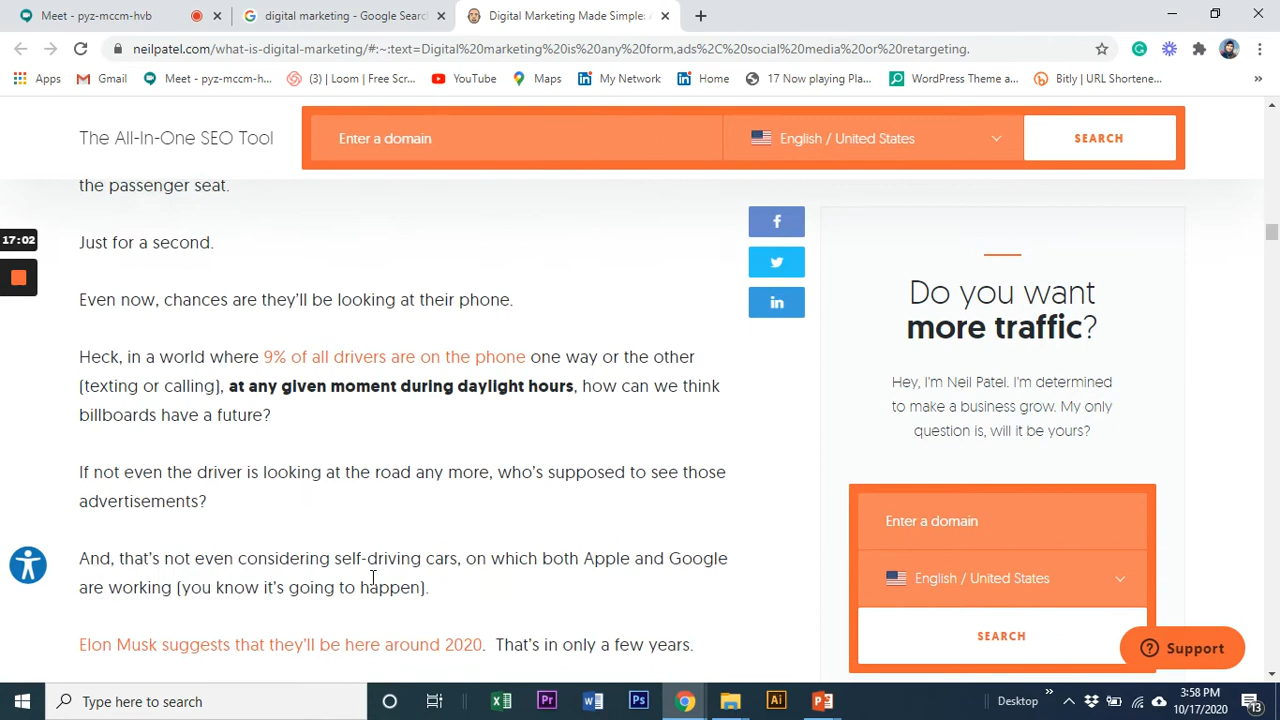 Meet - pyz-mccm-hvb
digital marketing - Google Search
Digital Marketing Made Simple: A
neilpatel.com/what-is-digital-marketing/#:~:text=Digital%20marketing%20is%20any%20form,ads%2C%20social%20media%20or%20retargeting.
Apps
Gmail
Meet - pyz-mccm-h...
(3) | Loom | Free Scr...
YouTube
Maps
My Network
Home
17 Now playing Pla...
WordPress Theme a...
Bitly | URL Shortene...
The All-In-One SEO Tool
Enter a domain
English / United States
SEARCH
the passenger seat.
17:02
Just for a second.
Even now, chances are they'll be looking at their phone.
Heck, in a world where 9% of all drivers are on the phone one way or the other
(texting or calling), at any given moment during daylight hours, how can we think
billboards have a future?
If not even the driver is looking at the road any more, who's supposed to see those
advertisements?
And, that's not even considering self-driving cars, on which both Apple and Google
are working (you know it's going to happen).
Elon Musk suggests that they'll be here around 2020. That's in only a few years.
Do you want
more traffic?
Hey, I'm Neil Patel. I'm determined
to make a business grow. My only
question is, will it be yours?
Enter a domain
English / United States
SEARCH
Support
Type here to search
Desktop
3:58 PM
10/17/2020
13